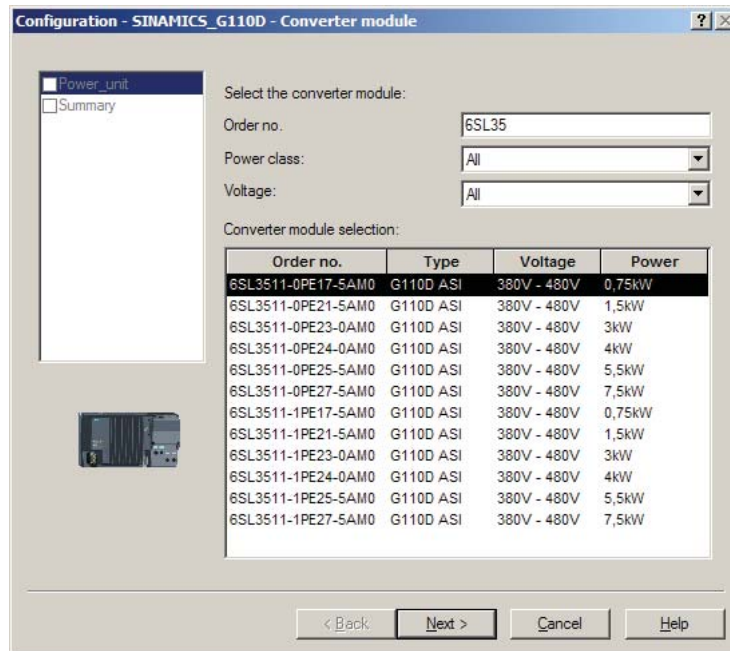 Configuration - SINAMICS_G110D - Converter module
Power_unit
Summary
Select the converter module:
Order no. 6SL35
Power class: All
Voltage: All
Converter module selection:
Order no. Type Voltage Power
6SL3511-0PE17-5AM0 G110D ASI 380V - 480V 0,75kW
6SL3511-0PE21-5AM0 G110D ASI 380V - 480V 1,5kW
6SL3511-0PE23-0AM0 G110D ASI 380V - 480V 3kW
6SL3511-0PE24-0AM0 G110D ASI 380V - 480V 4kW
6SL3511-0PE25-5AM0 G110D ASI 380V - 480V 5,5kW
6SL3511-0PE27-5AM0 G110D ASI 380V - 480V 7,5kW
6SL3511-1PE17-5AM0 G110D ASI 380V - 480V 0,75kW
6SL3511-1PE21-5AM0 G110D ASI 380V - 480V 1,5kW
6SL3511-1PE23-0AM0 G110D ASI 380V - 480V 3kW
6SL3511-1PE24-0AM0 G110D ASI 380V - 480V 4kW
6SL3511-1PE25-5AM0 G110D ASI 380V - 480V 5,5kW
6SL3511-1PE27-5AM0 G110D ASI 380V - 480V 7,5kW
< Back Next > Cancel Help